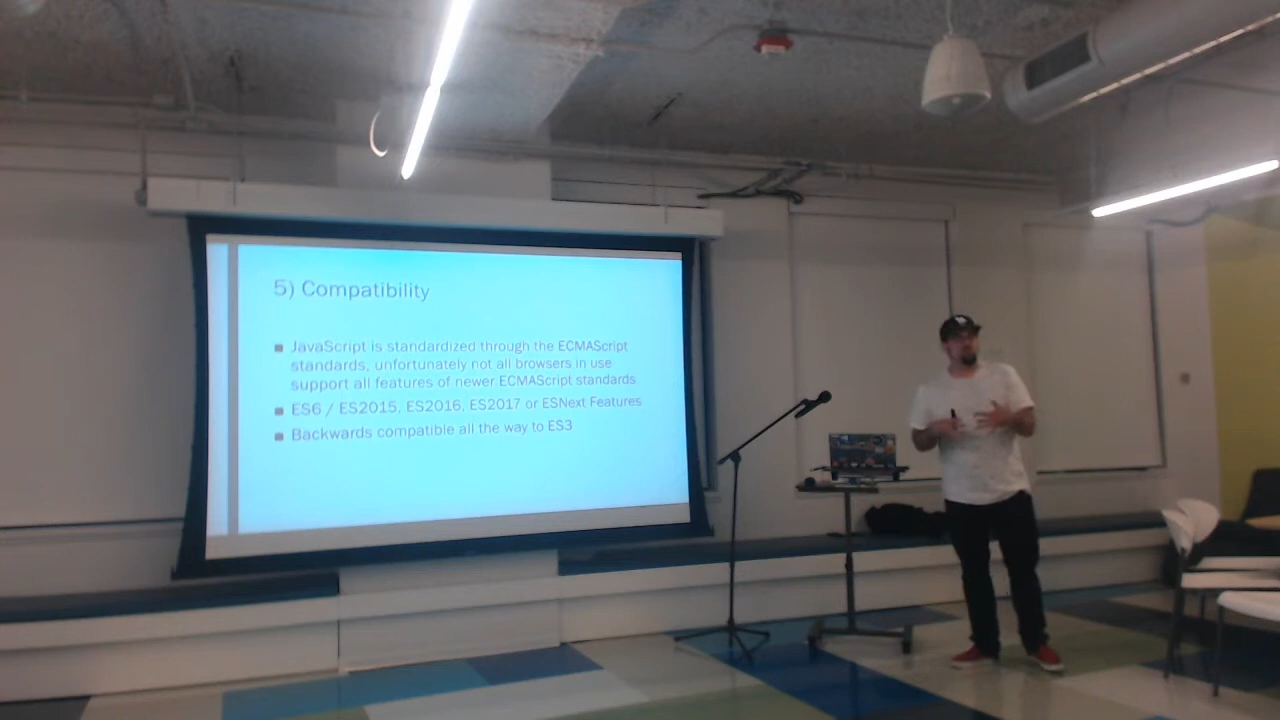 5) Compatibility
JavaScript is standardized through the ECMAScript
standards, unfortunately not all browsers in use
support all features of newer ECMAScript standards
ES6 / ES2015, ES2016, ES2017 or ESNext Features
Backwards compatible all the way to ES3